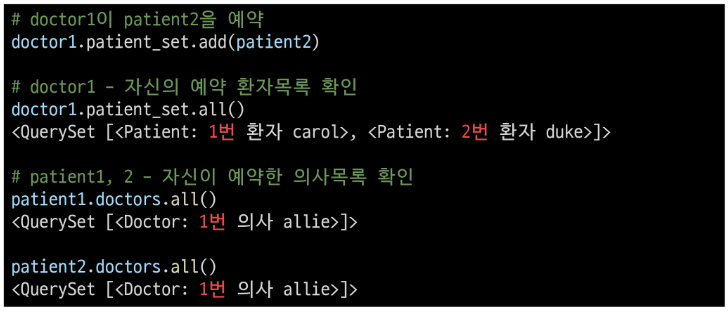 # doctor1이 patient2을 예약
doctor1.patient_set.add(patient2)
# doctor1 - 자신의 예약 환자목록 확인
doctor1.patient_set.all()
<QuerySet [<Patient: 1번 환자 carol>, <Patient: 2번 환자 duke>]>
# patient1, 2 - 자신이 예약한 의사목록 확인
patient1.doctors.all()
<QuerySet [<Doctor: 1번 의사 allie>]>
patient2.doctors.all()
<QuerySet [<Doctor: 1번 의사 allie>]>